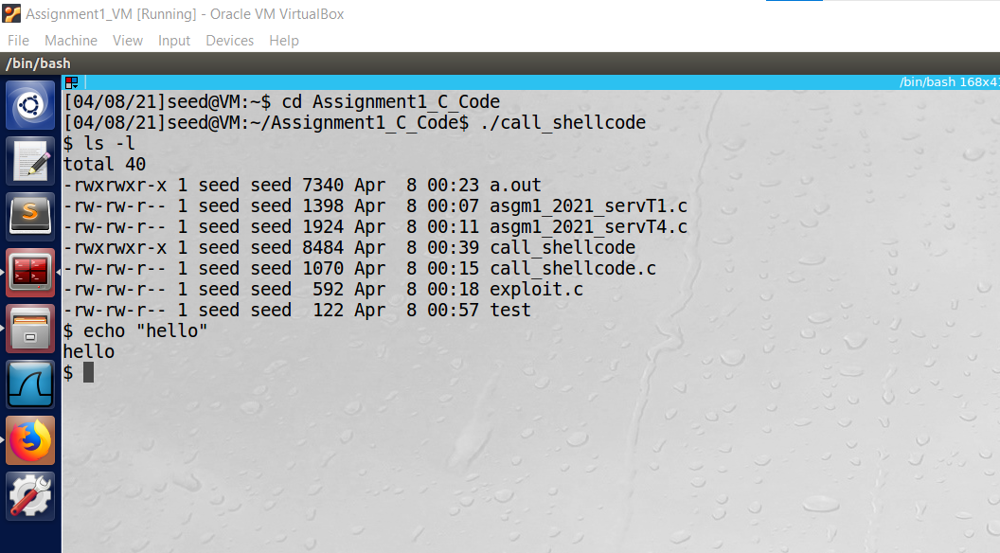 Assignment1_VM [Running] - Oracle VM VirtualBox
File Machine View Input Devices Help
/bin/bash
/bin/bash 168x41
[04/08/21]seed@VM:~$ cd Assignment1_C_Code
[04/08/21]seed@VM:~/Assignment1_C_Code$ ./call_shellcode
$ ls -l
total 40
-rwxrwxr-x 1 seed seed 7340 Apr  8 00:23 a.out
-rw-rw-r-- 1 seed seed 1398 Apr  8 00:07 asgm1_2021_servT1.c
-rw-rw-r-- 1 seed seed 1924 Apr  8 00:11 asgm1_2021_servT4.c
-rwxrwxr-x 1 seed seed 8484 Apr  8 00:39 call_shellcode
-rw-rw-r-- 1 seed seed 1070 Apr  8 00:15 call_shellcode.c
-rw-rw-r-- 1 seed seed  592 Apr  8 00:18 exploit.c
-rw-rw-r-- 1 seed seed  122 Apr  8 00:57 test
$ echo "hello"
hello
$